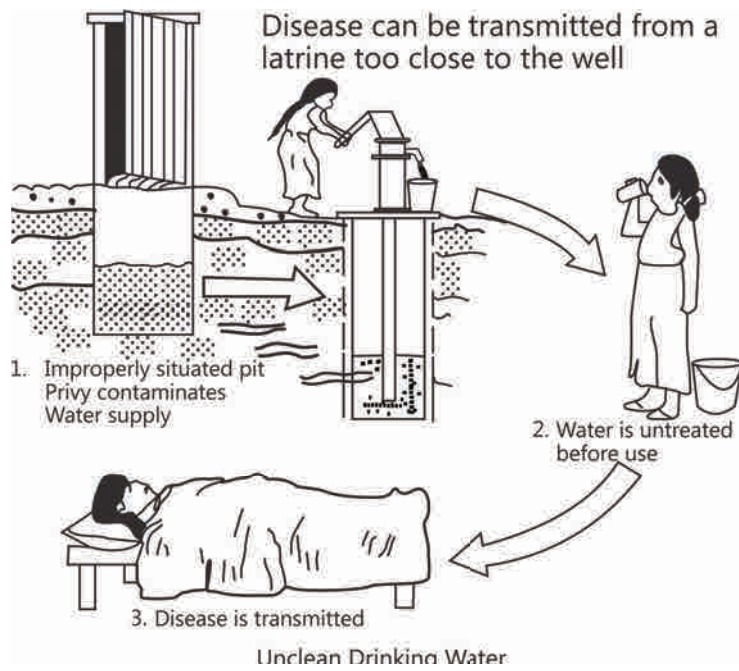 Disease can be transmitted from a
latrine too close to the well
1. Improperly situated pit
Privy contaminates
Water supply
2. Water is untreated
before use
3. Disease is transmitted
Unclean Drinking Water